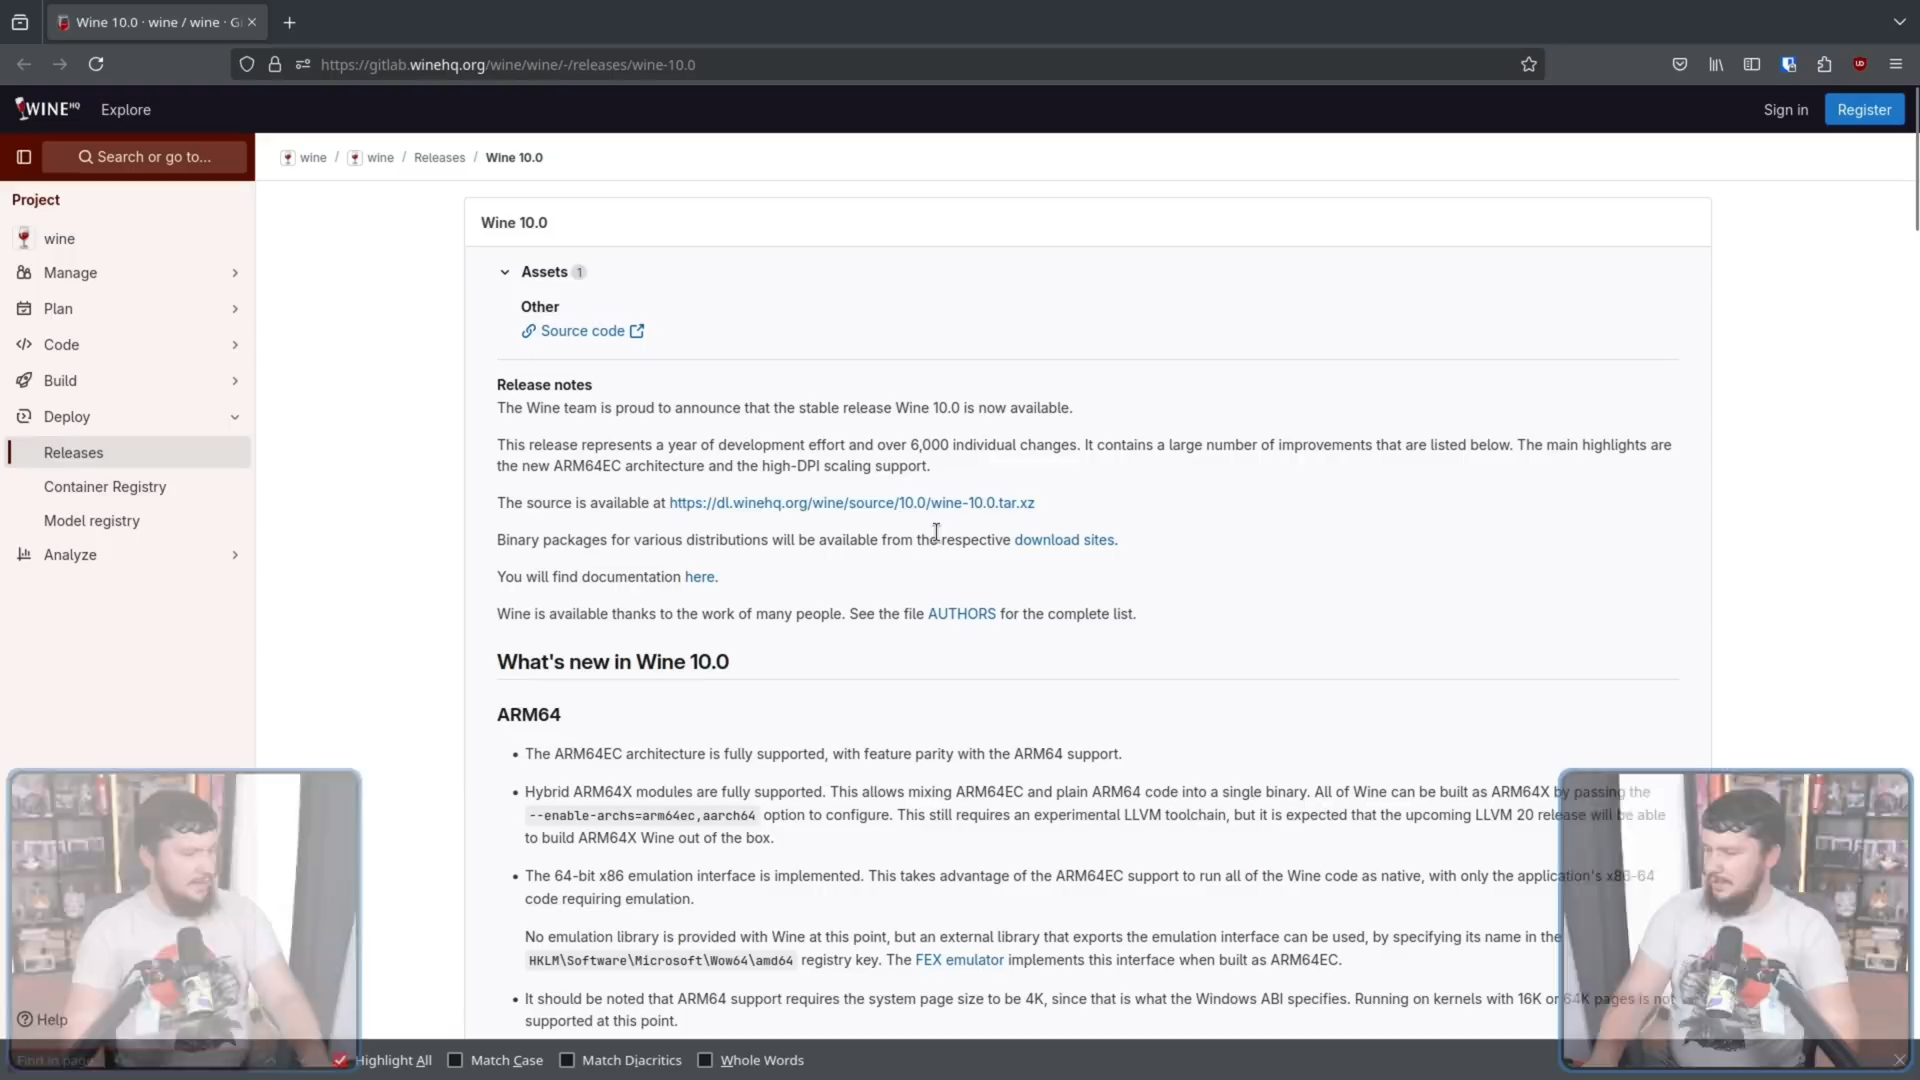 Wine 10.0 · wine / wine · G
https://gitlab.winehq.org/wine/wine/-/releases/wine-10.0
WINE HQ
Explore
Sign in
Register
Search or go to...
wine / wine / Releases / Wine 10.0
Project
wine
Manage
Plan
Code
Build
Deploy
Releases
Container Registry
Model registry
Analyze
Help
Wine 10.0
Assets 1
Other
Source code
Release notes
The Wine team is proud to announce that the stable release Wine 10.0 is now available.
This release represents a year of development effort and over 6,000 individual changes. It contains a large number of improvements that are listed below. The main highlights are
the new ARM64EC architecture and the high-DPI scaling support.
The source is available at https://dl.winehq.org/wine/source/10.0/wine-10.0.tar.xz
Binary packages for various distributions will be available from the respective download sites.
You will find documentation here.
Wine is available thanks to the work of many people. See the file AUTHORS for the complete list.
What's new in Wine 10.0
ARM64
• The ARM64EC architecture is fully supported, with feature parity with the ARM64 support.
• Hybrid ARM64X modules are fully supported. This allows mixing ARM64EC and plain ARM64 code into a single binary. All of Wine can be built as ARM64X by passing the
--enable-archs=arm64ec,aarch64 option to configure. This still requires an experimental LLVM toolchain, but it is expected that the upcoming LLVM 20 release will be able
to build ARM64X Wine out of the box.
• The 64-bit x86 emulation interface is implemented. This takes advantage of the ARM64EC support to run all of the Wine code as native, with only the application's x86-64
code requiring emulation.
No emulation library is provided with Wine at this point, but an external library that exports the emulation interface can be used, by specifying its name in the
HKLM\Software\Microsoft\Wow64\amd64 registry key. The FEX emulator implements this interface when built as ARM64EC.
• It should be noted that ARM64 support requires the system page size to be 4K, since that is what the Windows ABI specifies. Running on kernels with 16K or 64K pages is not
supported at this point.
Find in page
Highlight All
Match Case
Match Diacritics
Whole Words